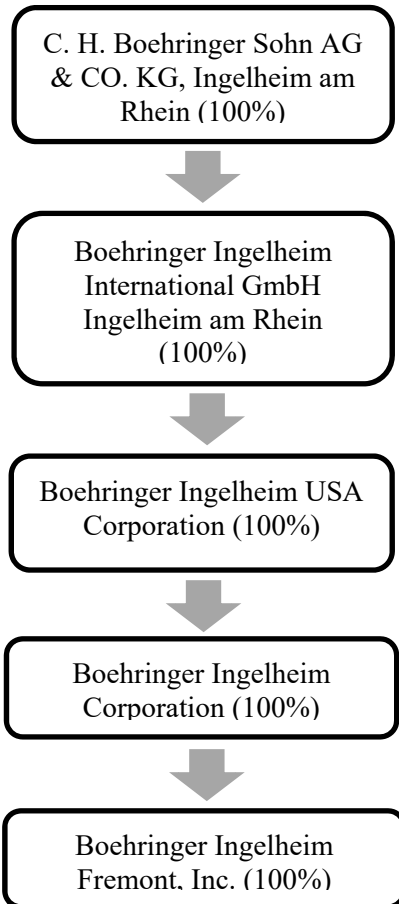 C. H. Boehringer Sohn AG
& CO. KG, Ingelheim am
Rhein (100%)
Boehringer Ingelheim
International GmbH
Ingelheim am Rhein
(100%)
Boehringer Ingelheim USA
Corporation (100%)
Boehringer Ingelheim
Corporation (100%)
Boehringer Ingelheim
Fremont, Inc. (100%)